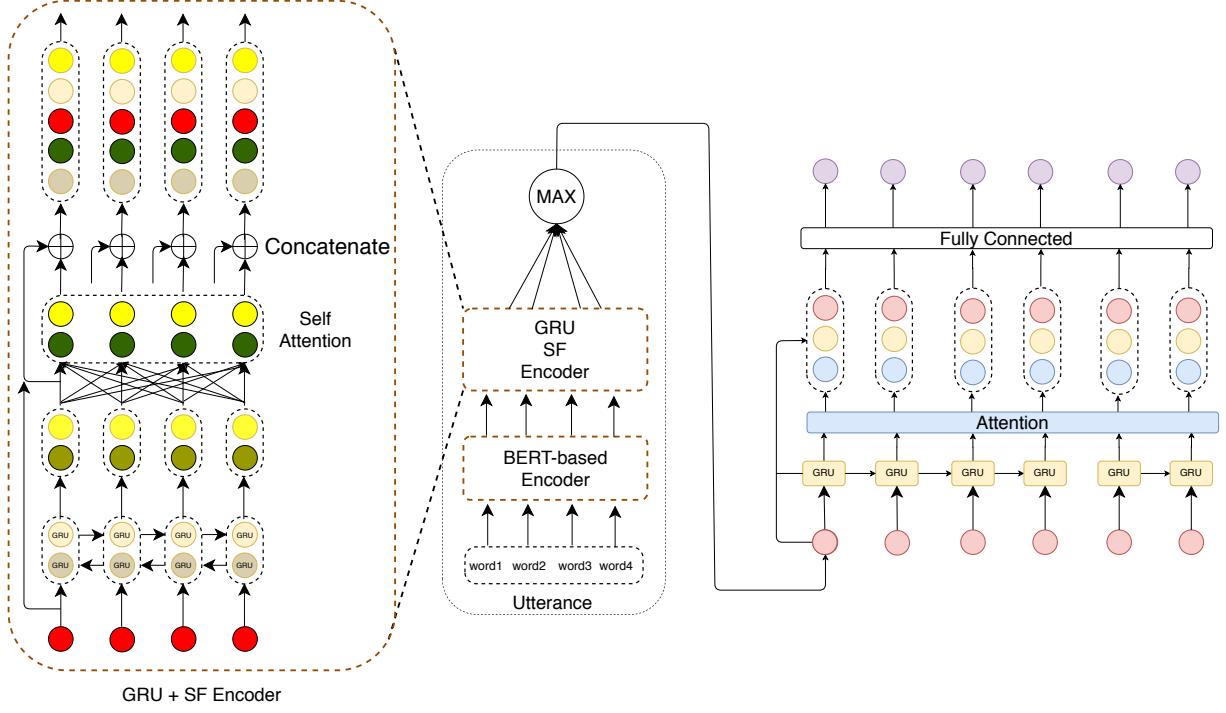 Concatenate
Self
Attention
GRU GRU GRU GRU
GRU GRU GRU GRU
GRU + SF Encoder
MAX
GRU
SF
Encoder
BERT-based
Encoder
word1 word2 word3 word4
Utterance
Fully Connected
Attention
GRU GRU GRU GRU GRU GRU